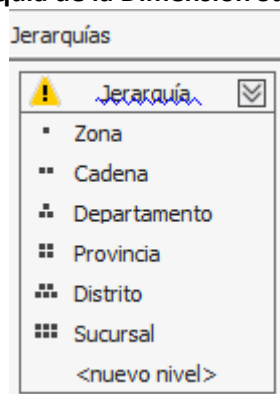 Jerarquías
Jerarquía
Zona
Cadena
Departamento
Provincia
Distrito
Sucursal
<nuevo nivel>